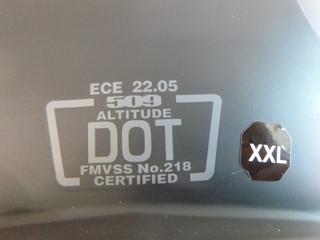 ECE 22.05
509
ALTITUDE
DOT
FMVSS No.218
CERTIFIED
XXL